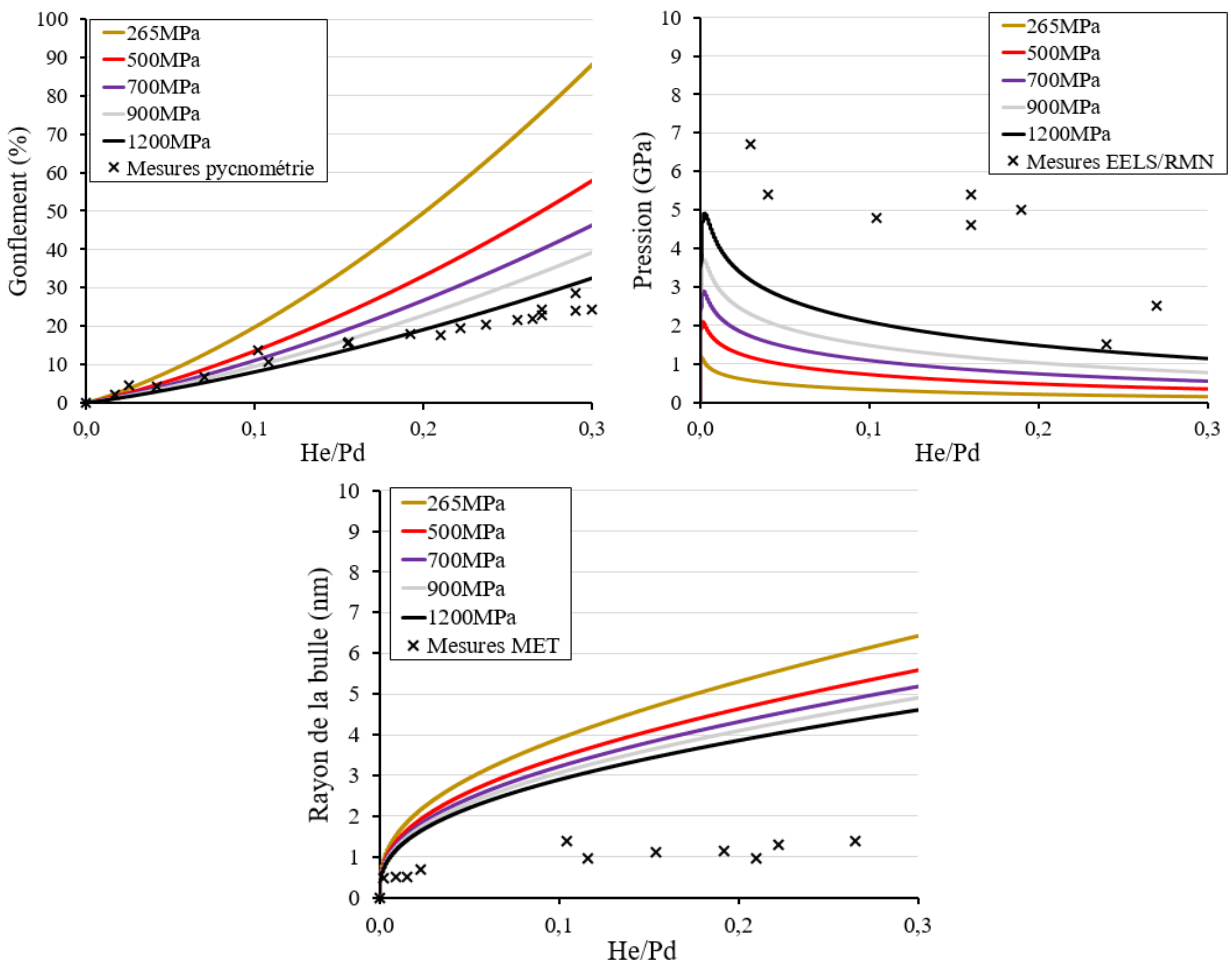 Gonflement (%)
100
90
80
70
60
50
40
30
20
10
0
265MPa
500MPa
700MPa
900MPa
1200MPa
Mesures pycnométrie
0,0
0,1
0,2
0,3
He/Pd
Pression (GPa)
10
9
8
7
6
5
4
3
2
1
0
265MPa
500MPa
700MPa
900MPa
1200MPa
Mesures EELS/RMN
0,0
0,1
0,2
0,3
He/Pd
Rayon de la bulle (nm)
10
9
8
7
6
5
4
3
2
1
0
265MPa
500MPa
700MPa
900MPa
1200MPa
Mesures MET
0,0
0,1
0,2
0,3
He/Pd